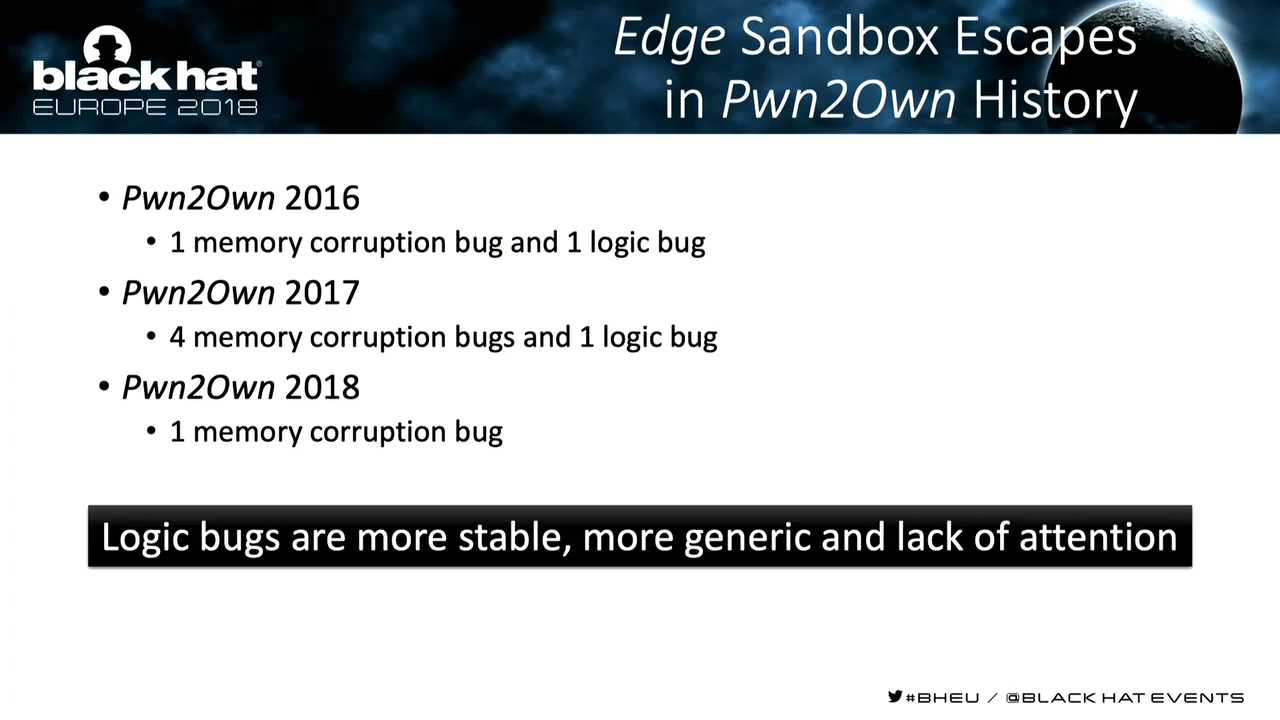 black hat®
EUROPE 2018
Edge Sandbox Escapes
in Pwn2Own History
• Pwn2Own 2016
• 1 memory corruption bug and 1 logic bug
• Pwn2Own 2017
• 4 memory corruption bugs and 1 logic bug
• Pwn2Own 2018
• 1 memory corruption bug
Logic bugs are more stable, more generic and lack of attention
#BHEU / @BLACK HAT EVENTS